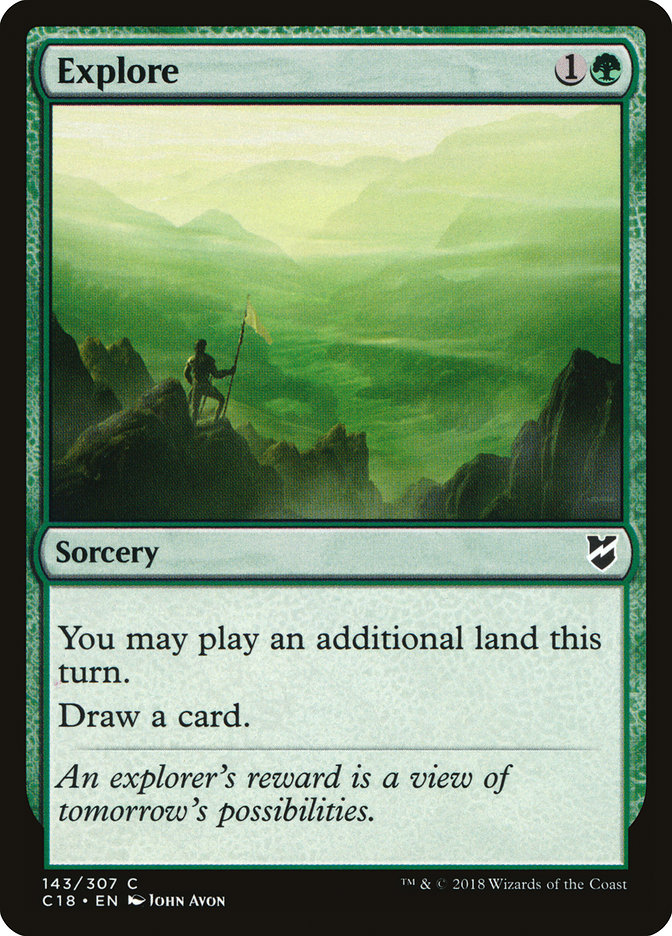 Explore 1
Sorcery
You may play an additional land this
turn.
Draw a card.
An explorer's reward is a view of
tomorrow's possibilities.
143/307 C
™ & © 2018 Wizards of the Coast
C18 • EN John Avon